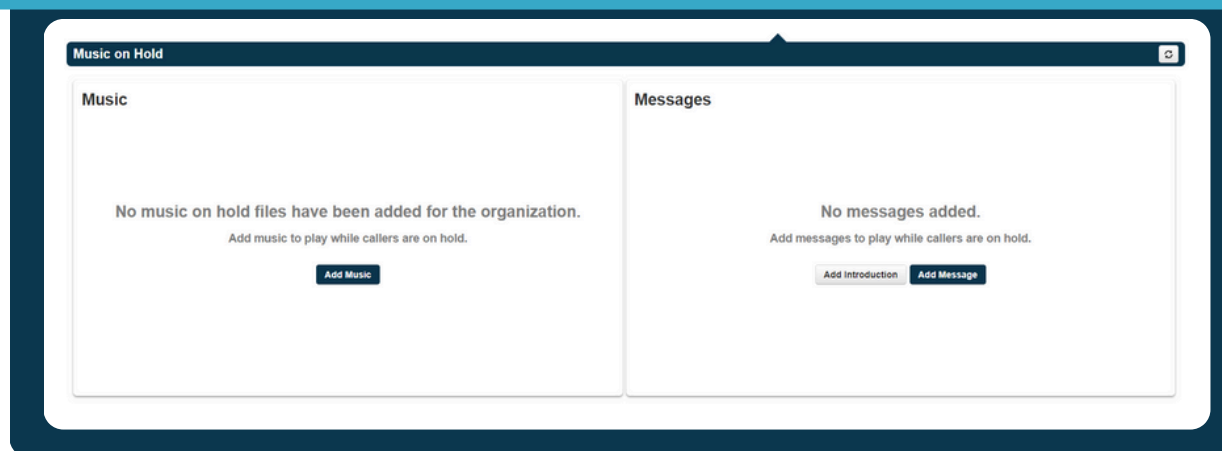 Music on Hold
Music
No music on hold files have been added for the organization.
Add music to play while callers are on hold.
Add Music
Messages
No messages added.
Add messages to play while callers are on hold.
Add Introduction
Add Message